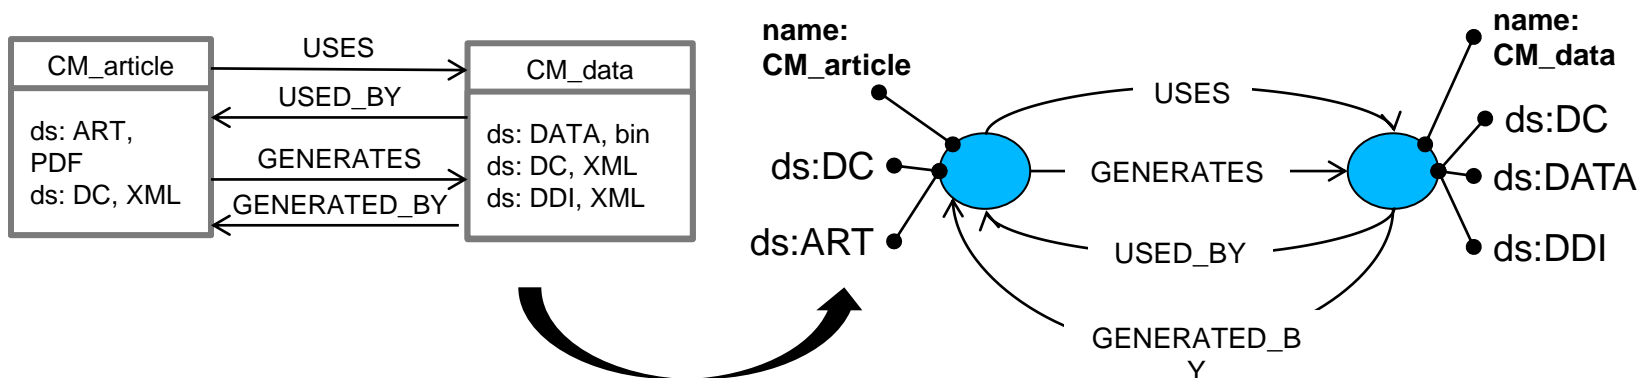 CM_article
ds: ART,
PDF
ds: DC, XML
USES
USED_BY
GENERATES
GENERATED_BY
CM_data
ds: DATA, bin
ds: DC, XML
ds: DDI, XML
name:
CM_article
ds:DC
ds:ART
USES
GENERATES
USED_BY
GENERATED_B
Y
name:
CM_data
ds:DC
ds:DATA
ds:DDI